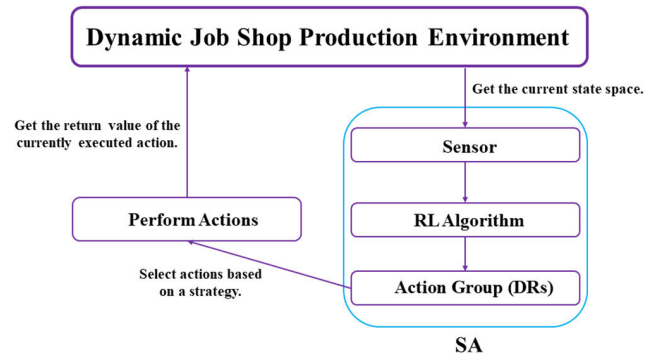 Dynamic Job Shop Production Environment
Get the current state space.
Get the return value of the
currently executed action.
Sensor
Perform Actions
RL Algorithm
Select actions based
on a strategy.
Action Group (DRs)
SA